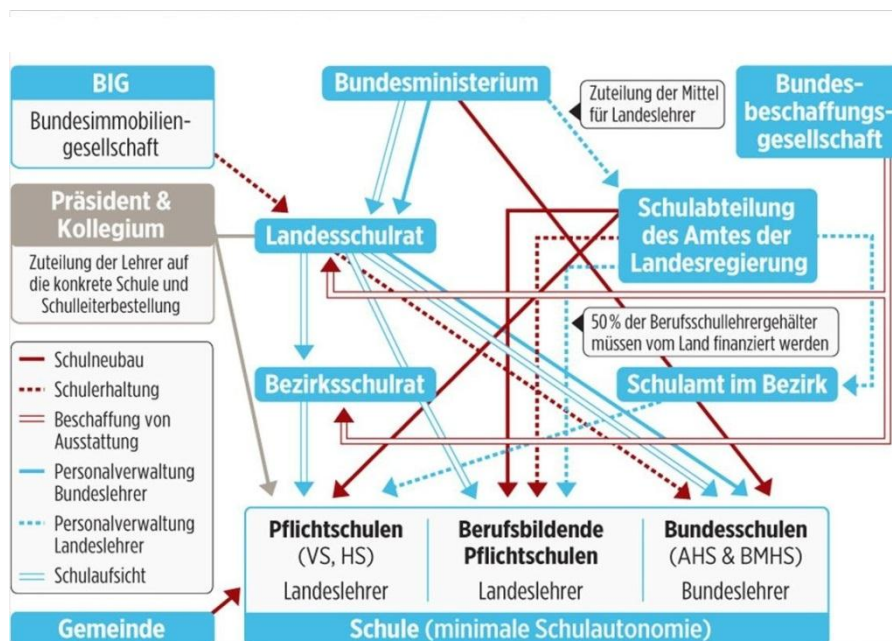 BIG
Bundesimmobilien-
gesellschaft
Bundesministerium
Zuteilung der Mittel
für Landeslehrer
Bundes-
beschaffungs-
gesellschaft
Präsident &
Kollegium
Zuteilung der Lehrer auf
die konkrete Schule und
Schulleiterbestellung
Landesschulrat
Schulabteilung
des Amtes der
Landesregierung
50 % der Berufsschullehrergehälter
müssen vom Land finanziert werden
Schulneubau
Schulerhaltung
Beschaffung von
Ausstattung
Personalverwaltung
Bundeslehrer
Personalverwaltung
Landeslehrer
Schulaufsicht
Bezirksschulrat
Schulamt im Bezirk
Pflichtschulen
(VS, HS)
Landeslehrer
Berufsbildende
Pflichtschulen
Landeslehrer
Bundesschulen
(AHS & BMHS)
Bundeslehrer
Gemeinde
Schule (minimale Schulautonomie)